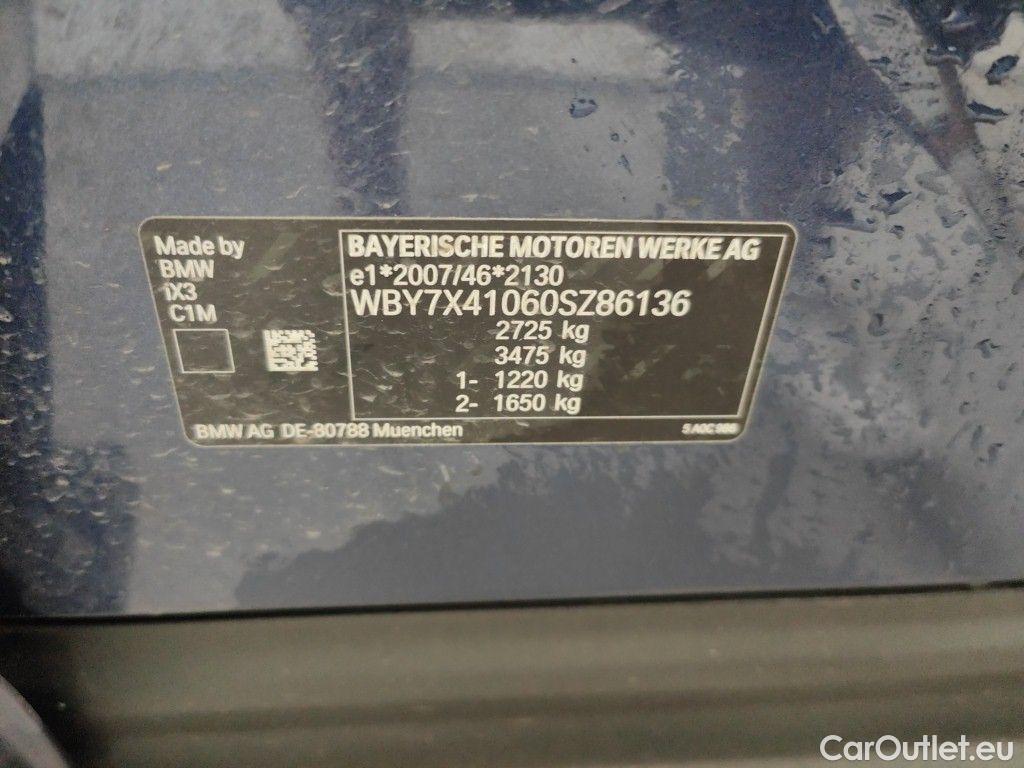 Made by
BMW
iX3
C1M
BAYERISCHE MOTOREN WERKE AG
e1*2007/46*2130
WBY7X41060SZ86136
2725 kg
3475 kg
1- 1220 kg
2- 1650 kg
BMW AG DE-80788 Muenchen
CarOutlet.eu